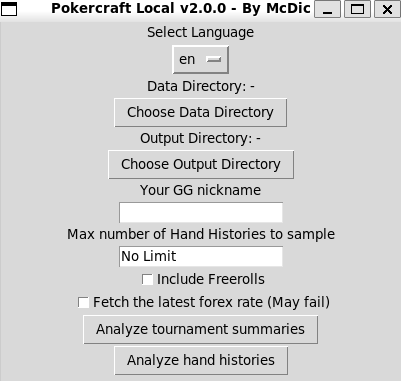 Pokercraft Local v2.0.0 - By McDic
Select Language
en
Data Directory: -
Choose Data Directory
Output Directory: -
Choose Output Directory
Your GG nickname
Max number of Hand Histories to sample
No Limit
Include Freerolls
Fetch the latest forex rate (May fail)
Analyze tournament summaries
Analyze hand histories